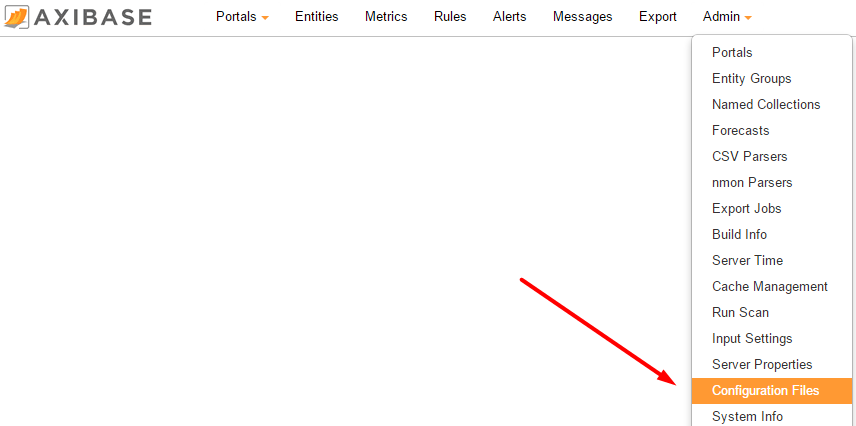 AXIBASE
Portals Entities Metrics Rules Alerts Messages Export Admin
Portals
Entity Groups
Named Collections
Forecasts
CSV Parsers
nmon Parsers
Export Jobs
Build Info
Server Time
Cache Management
Run Scan
Input Settings
Server Properties
Configuration Files
System Info